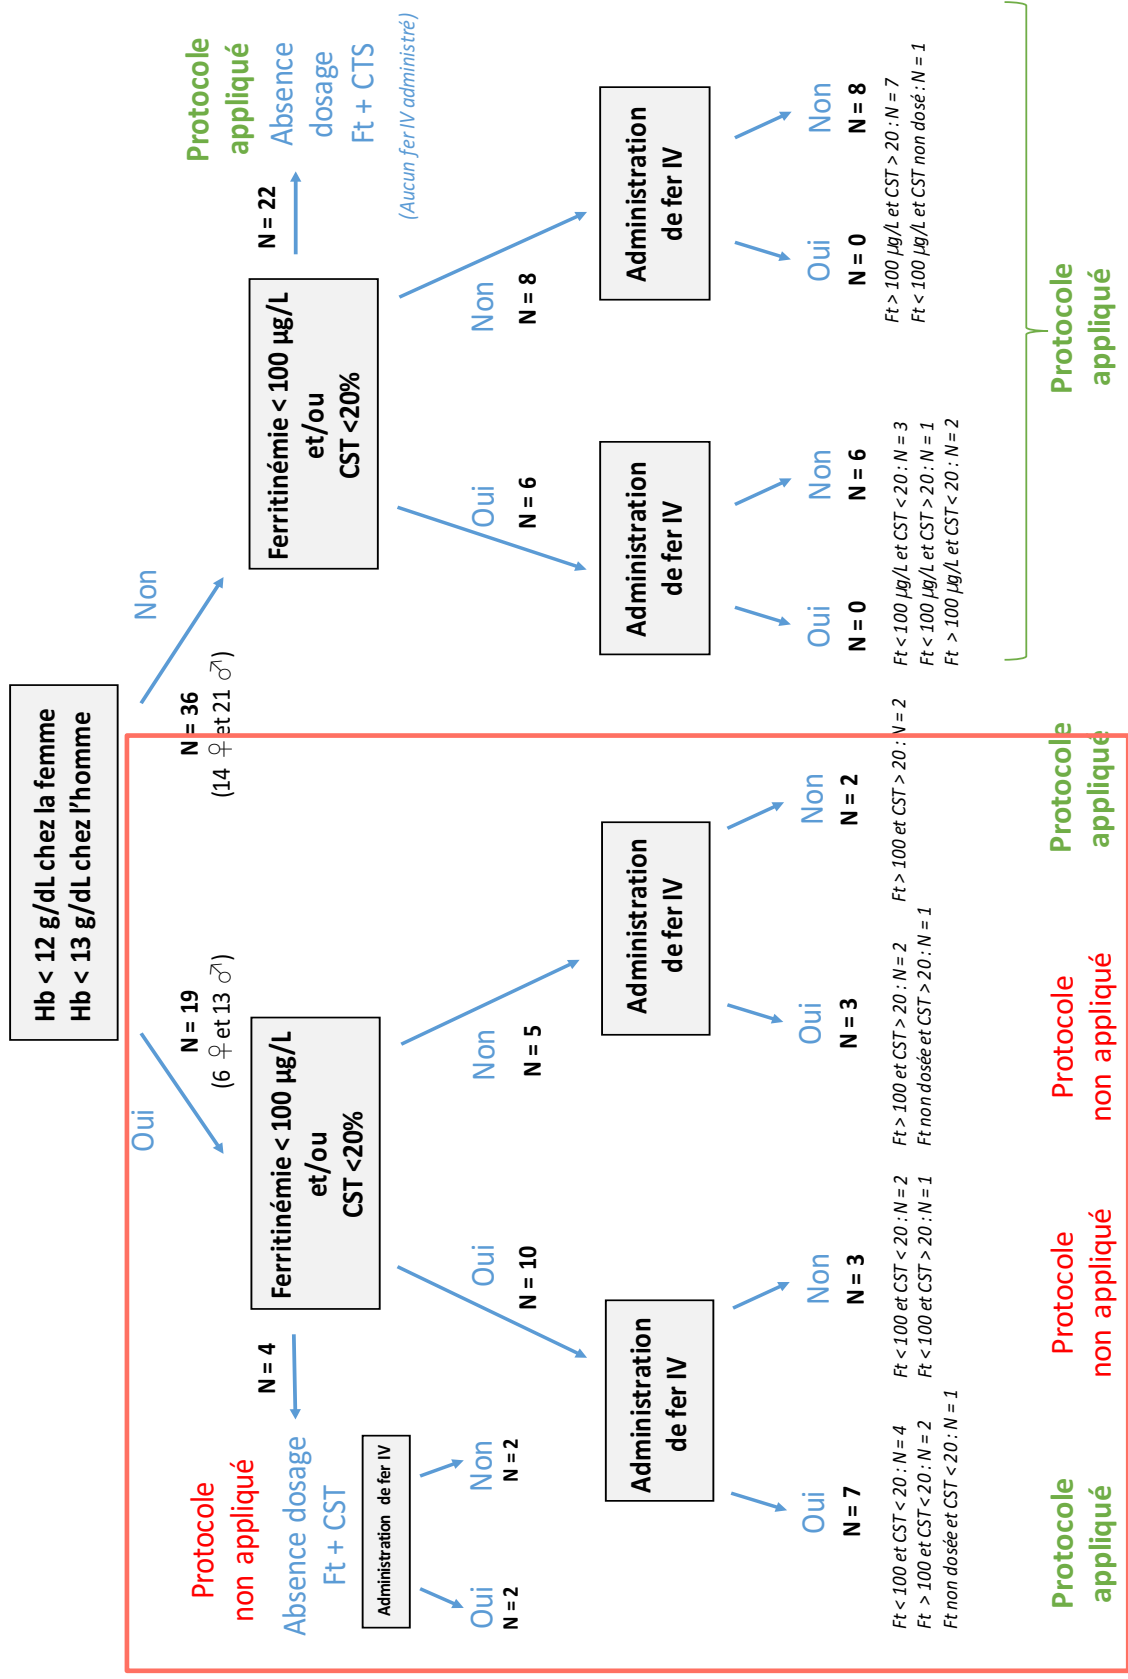 Hb < 12 g/dL chez la femme
Hb < 13 g/dL chez l'homme
Oui
N = 19
(6 ♀ et 13 ♂)
Non
N = 36
(14 ♀ et 21 ♂)
Protocole
non appliqué
Absence dosage
Ft + CST
N = 4
Administration de fer IV
Oui
N = 2
Non
N = 2
Ferritinémie < 100 µg/L
et/ou
CST <20%
Oui
N = 10
Non
N = 5
Administration
de fer IV
Oui
N = 7
Non
N = 3
Ft < 100 et CST < 20 : N = 4
Ft > 100 et CST < 20 : N = 2
Ft non dosée et CST < 20 : N = 1
Ft < 100 et CST < 20 : N = 2
Ft < 100 et CST > 20 : N = 1
Protocole
appliqué
Protocole
non appliqué
Administration
de fer IV
Oui
N = 3
Non
N = 2
Ft > 100 et CST > 20 : N = 2
Ft non dosée et CST > 20 : N = 1
Ft > 100 et CST > 20 : N = 2
Protocole
non appliqué
Protocole
appliqué
Ferritinémie < 100 µg/L
et/ou
CST <20%
N = 22
Protocole
appliqué
Absence
dosage
Ft + CTS
(Aucun fer IV administré)
Oui
N = 6
Non
N = 8
Administration
de fer IV
Oui
N = 0
Non
N = 6
Ft < 100 µg/L et CST < 20 : N = 3
Ft < 100 µg/L et CST > 20 : N = 1
Ft > 100 µg/L et CST < 20 : N = 2
Administration
de fer IV
Oui
N = 0
Non
N = 8
Ft > 100 µg/L et CST > 20 : N = 7
Ft < 100 µg/L et CST non dosé : N = 1
Protocole
appliqué